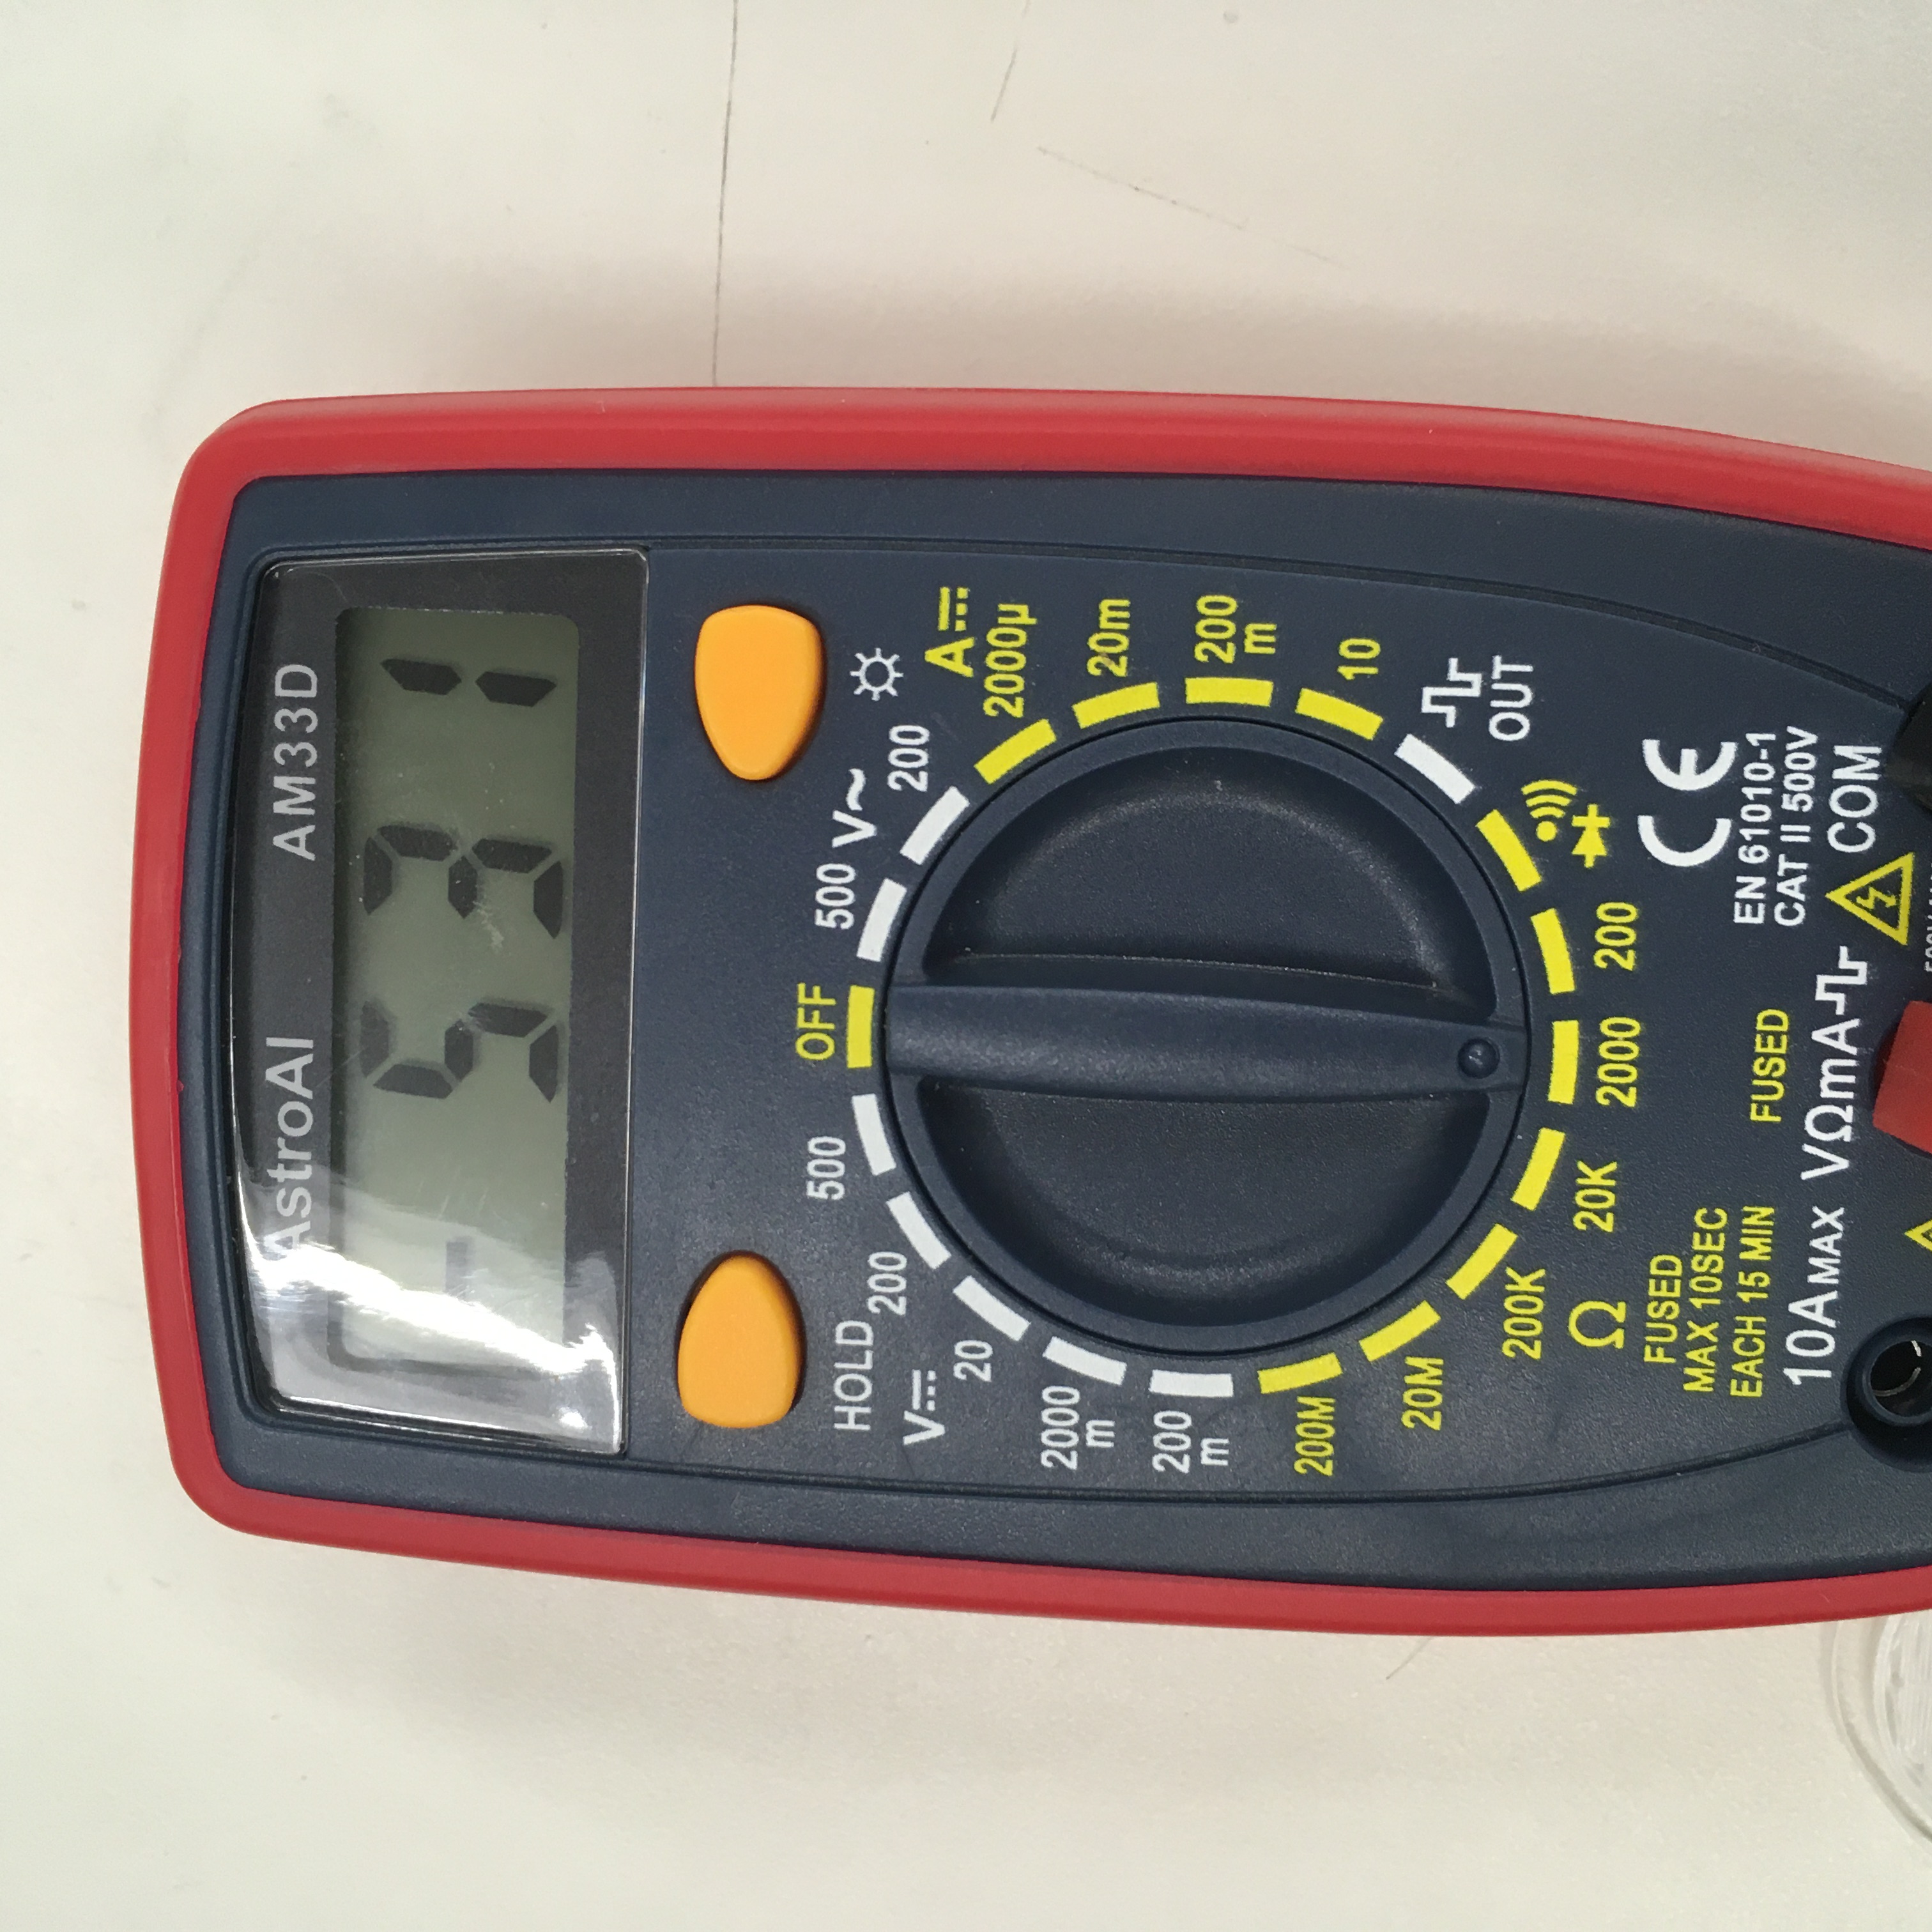 AstroAI AM33D
- 531
OFF
500
500 V~
HOLD
200
200
V⎓
A⎓
20
2000µ
2000
m
20m
200
m
200
m
200M
10
20M
OUT
200K
Ω
20K
2000
200
FUSED
MAX 10SEC
EACH 15 MIN
FUSED
CE
EN 61010-1
CAT II 500V
10A MAX
VΩmA
COM